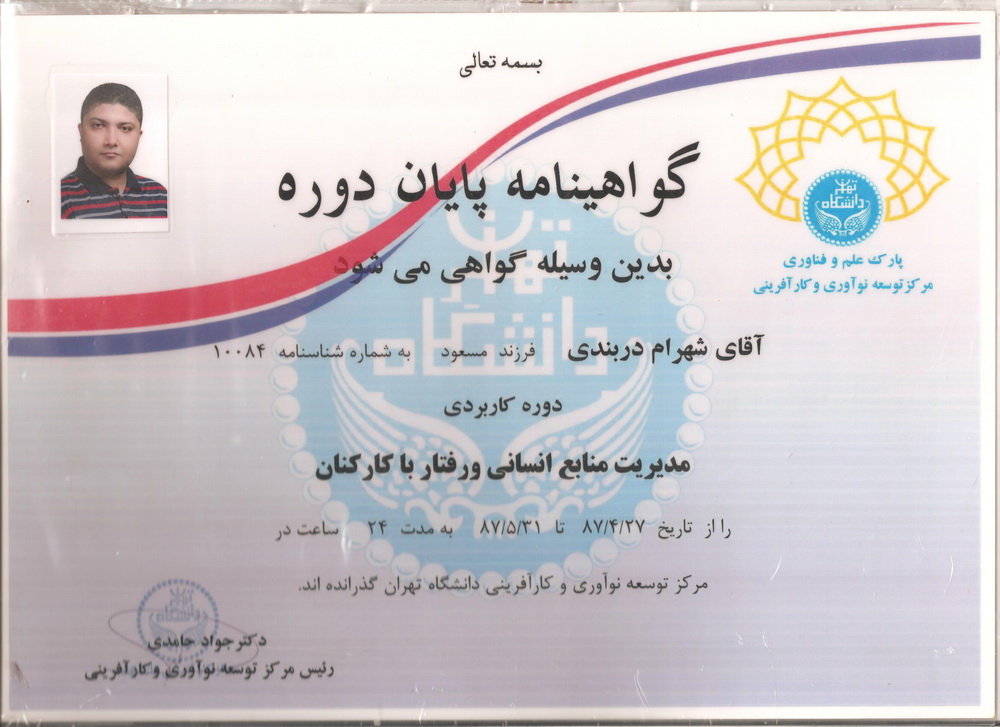 بسمه تعالی
گواهینامه پایان دوره
تهران
دانشگاه
پارک علم و فناوری
مرکز توسعه نوآوری و کارآفرینی
بدین وسیله گواهی می شود
آقای شهرام دربندی فرزند مسعود به شماره شناسنامه ۱۰۰۸۴
دوره کاربردی
مدیریت منابع انسانی ورفتار با کارکنان
را از تاریخ ۸۷/۴/۲۷ تا ۸۷/۵/۳۱ به مدت ۲۴ ساعت در
مرکز توسعه نوآوری و کارآفرینی دانشگاه تهران گذرانده اند.
دکتر جواد حامدی
رئیس مرکز توسعه نوآوری و کارآفرینی